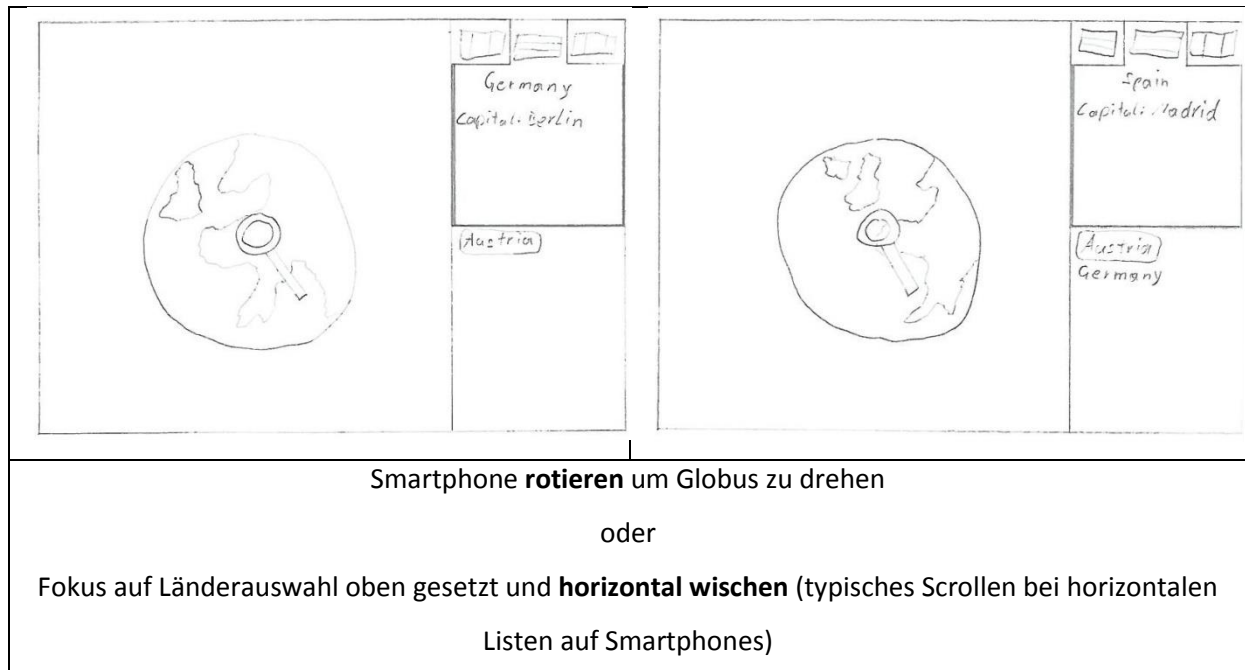 Germany
Capital: Berlin
Austria
Spain
Capital: Madrid
Austria
Germany
Smartphone rotieren um Globus zu drehen
oder
Fokus auf Länderauswahl oben gesetzt und horizontal wischen (typisches Scrollen bei horizontalen
Listen auf Smartphones)